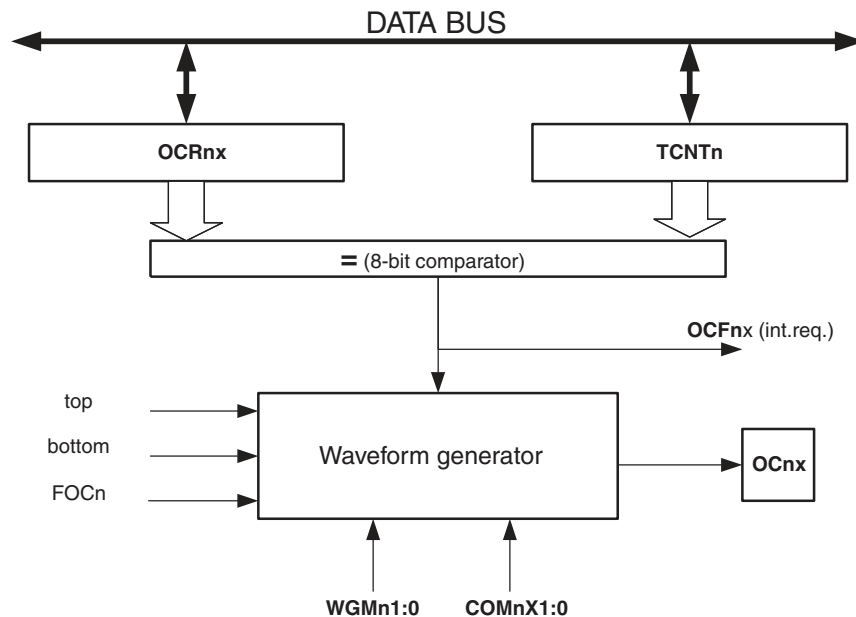 DATA BUS
OCRnx
TCNTn
= (8-bit comparator)
OCFnx (int.req.)
top
bottom
FOCn
Waveform generator
OCnx
WGMn1:0
COMnX1:0